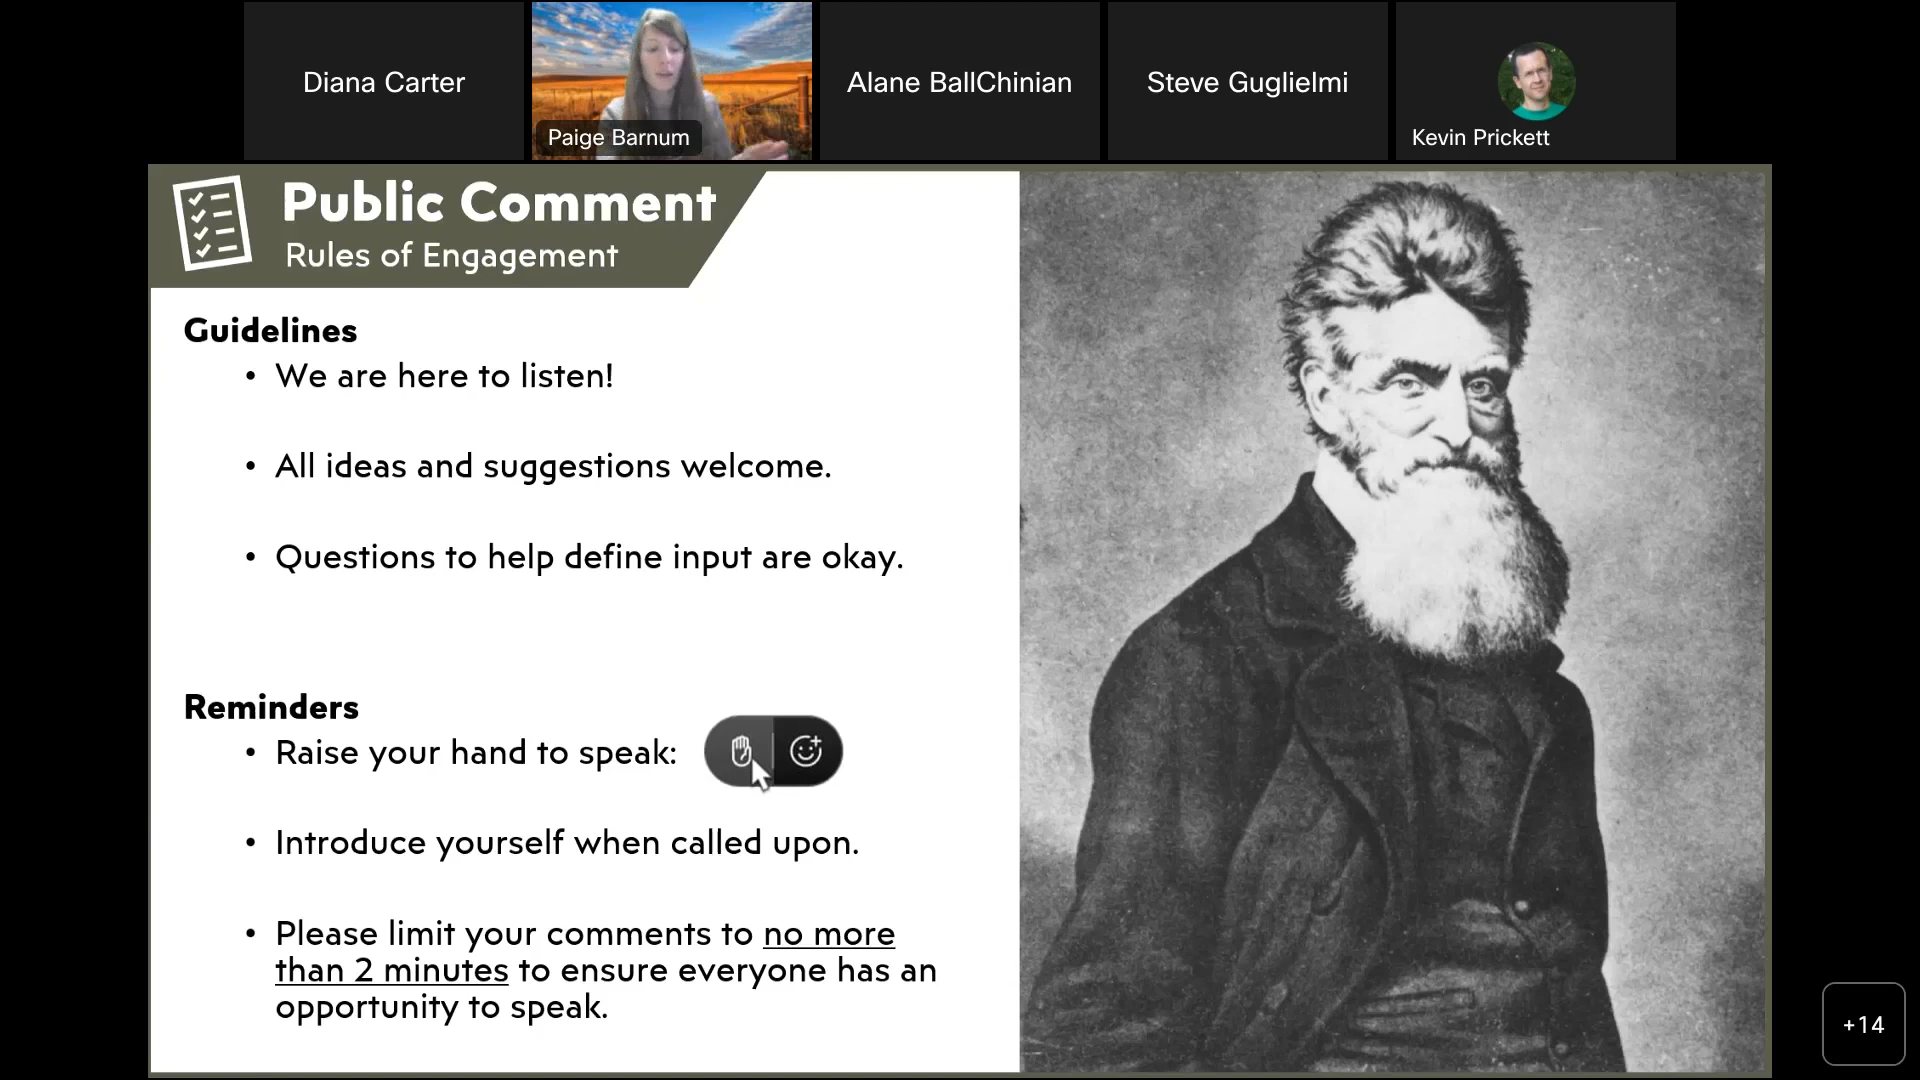 Diana Carter
Paige Barnum
Alane BallChinian
Steve Guglielmi
Kevin Prickett
Public Comment
Rules of Engagement
Guidelines
• We are here to listen!
• All ideas and suggestions welcome.
• Questions to help define input are okay.
Reminders
• Raise your hand to speak:
• Introduce yourself when called upon.
• Please limit your comments to no more
than 2 minutes to ensure everyone has an
opportunity to speak.
+14